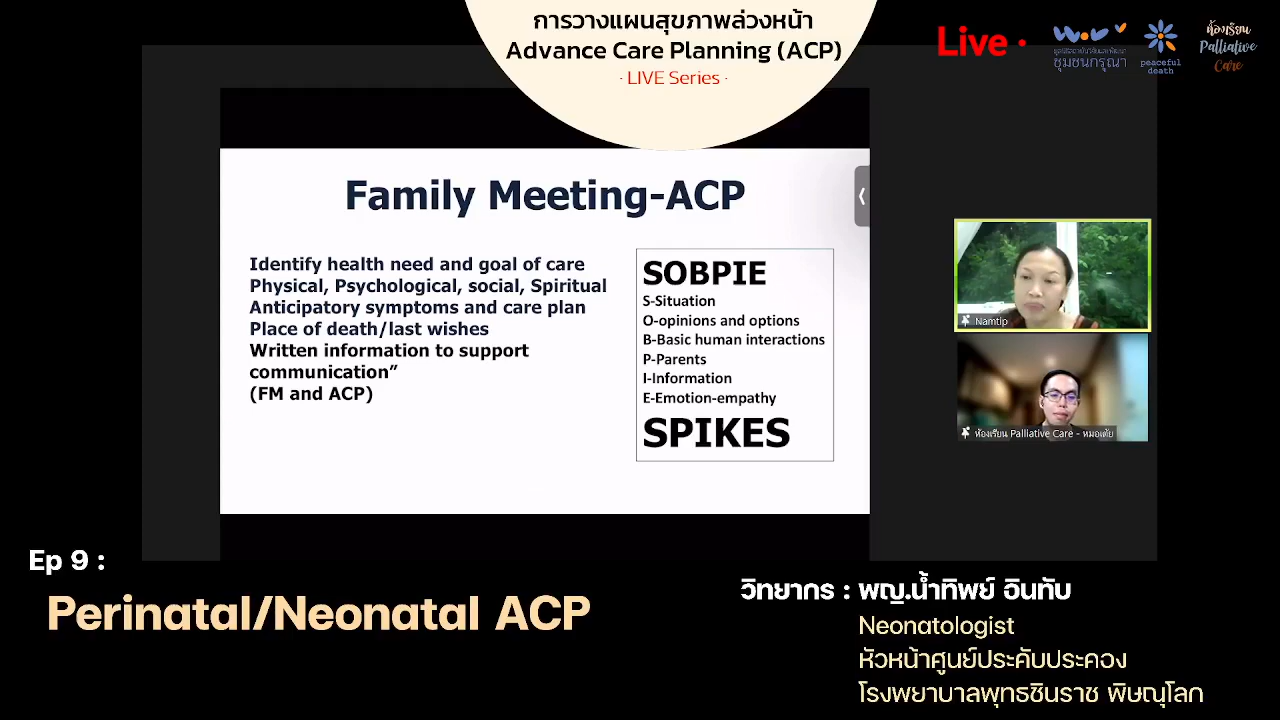 การวางแผนสุขภาพล่วงหน้า
Advance Care Planning (ACP)
· LIVE Series ·
Live ·
ชุมชนกรุณา
peaceful
death
ห้องเรียน
Palliative
Care
Family Meeting-ACP
Identify health need and goal of care
Physical, Psychological, social, Spiritual
Anticipatory symptoms and care plan
Place of death/last wishes
Written information to support
communication”
(FM and ACP)
SOBPIE
S-Situation
O-opinions and options
B-Basic human interactions
P-Parents
I-Information
E-Emotion-empathy
SPIKES
Namtip
ห้องเรียน Palliative Care - หมอเต้ย
Ep 9 :
Perinatal/Neonatal ACP
วิทยากร : พญ.น้ำทิพย์ อินทับ
Neonatologist
หัวหน้าศูนย์ประคับประคอง
โรงพยาบาลพุทธชินราช พิษณุโลก